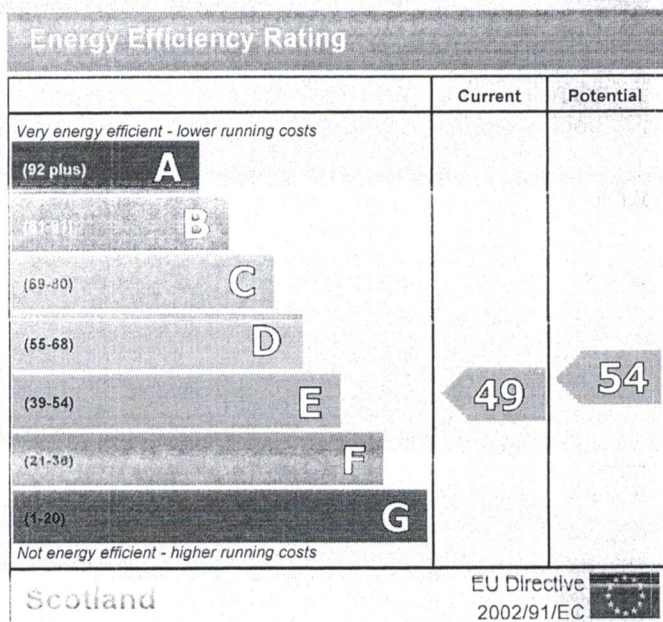 Energy Efficiency Rating
Current Potential
Very energy efficient - lower running costs
(92 plus) A
B
(69-80) C
(55-68) D
(39-54) E
49
54
(21-38) F
(1-20) G
Not energy efficient - higher running costs
Scotland
EU Directive
2002/91/EC